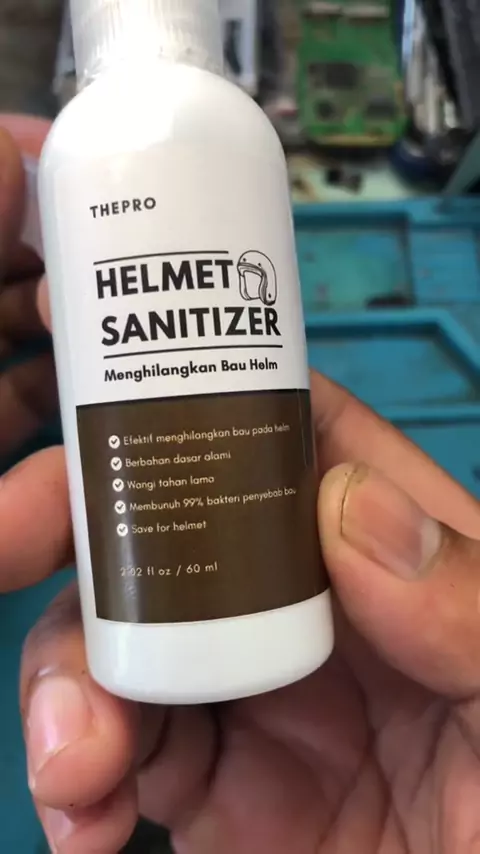 THEPRO
HELMET
SANITIZER
Menghilangkan Bau Helm
Efektif menghilangkan bau pada helm
Berbahan dasar alami
Wangi tahan lama
Membunuh 99% bakteri penyebab bau
Save for helmet
2.02 fl oz / 60 ml